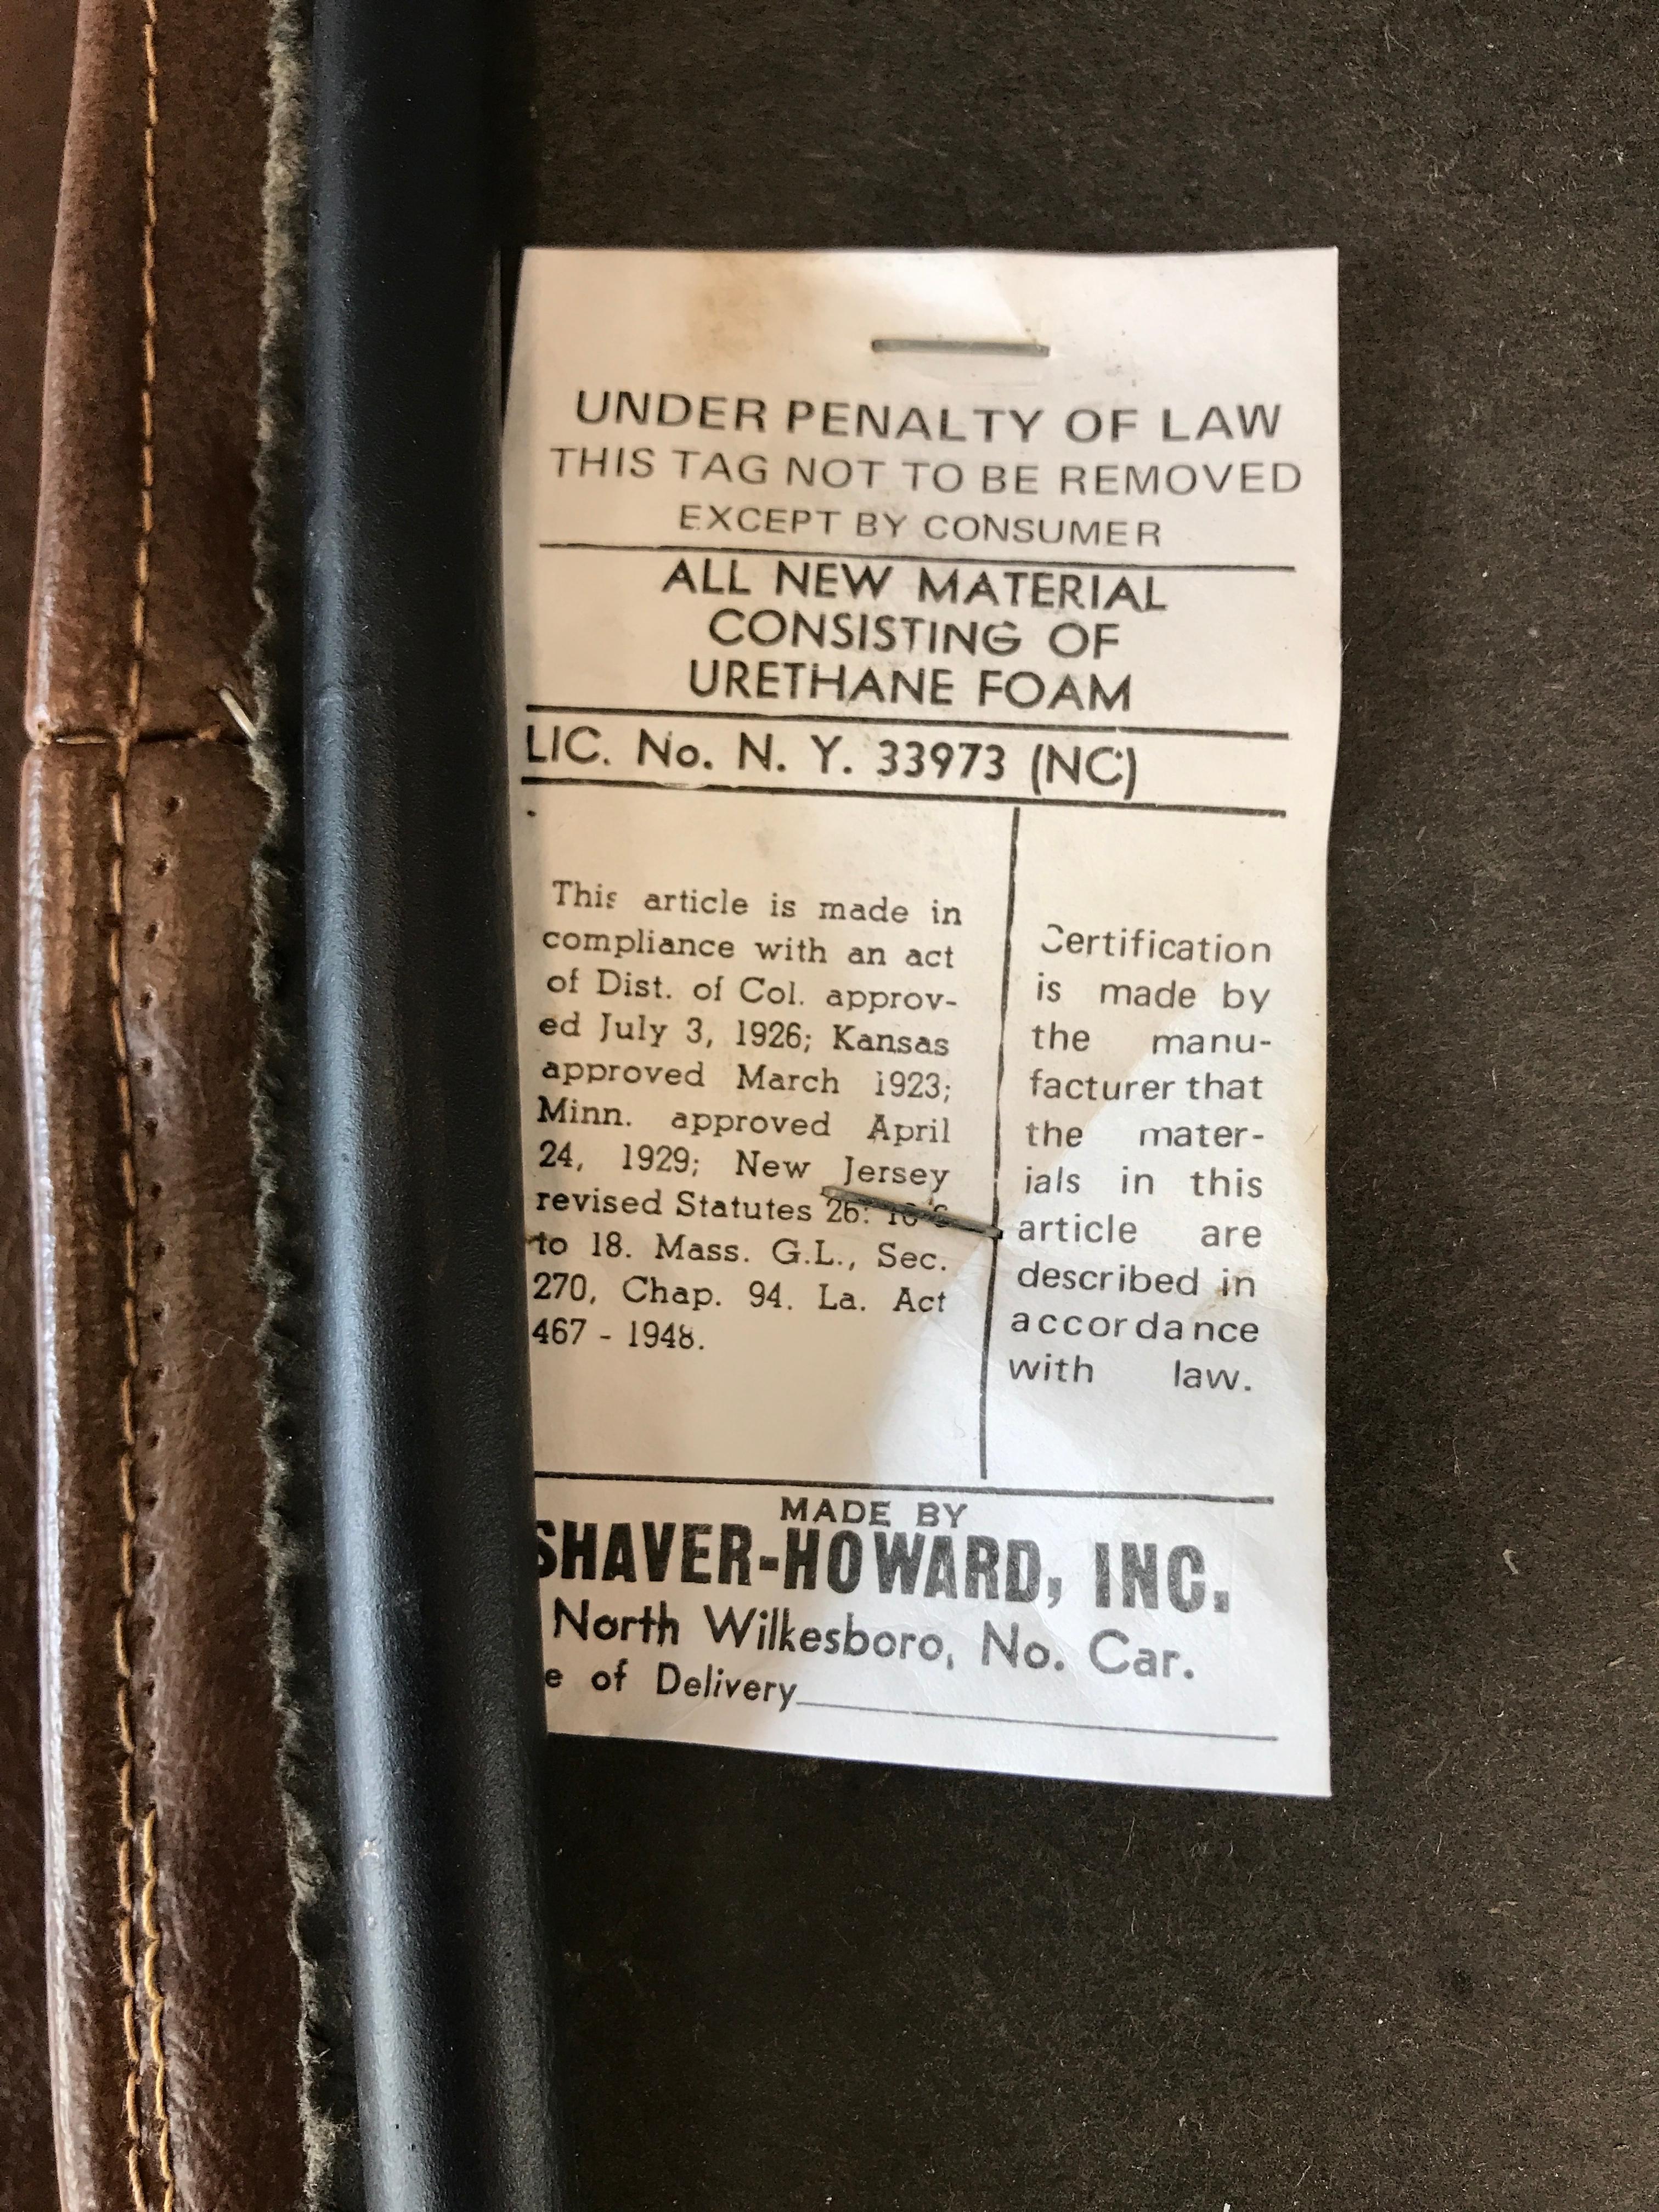 UNDER PENALTY OF LAW
THIS TAG NOT TO BE REMOVED
EXCEPT BY CONSUMER
ALL NEW MATERIAL
CONSISTING OF
URETHANE FOAM
LIC. No. N. Y. 33973 (NC)
This article is made in
compliance with an act
of Dist. of Col. approv-
ed July 3, 1926; Kansas
approved March 1923;
Minn. approved April
24, 1929; New Jersey
revised Statutes 26:
to 18. Mass. G.L., Sec.
270, Chap. 94. La. Act
467 - 1948.
Certification
is made by
the manu-
facturer that
the mater-
ials in this
article are
described in
accordance
with law.
MADE BY
SHAVER-HOWARD, INC.
North Wilkesboro, No. Car.
e of Delivery